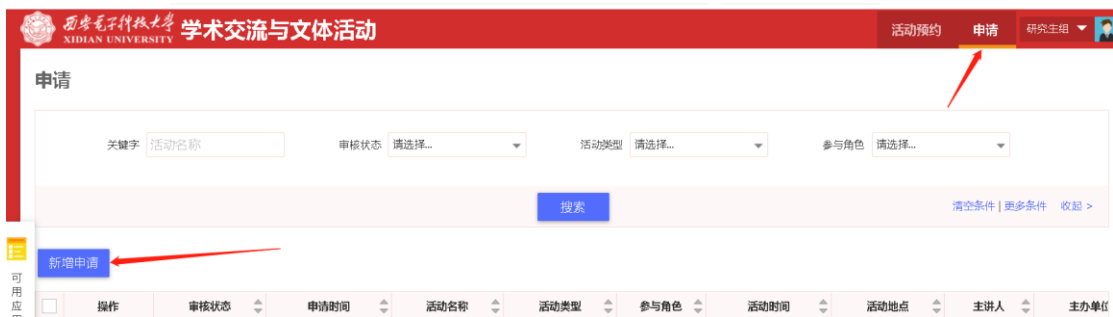 西安电子科技大学 学术交流与文体活动 活动预约 申请 研究生组
XIDIAN UNIVERSITY
申请
关键字 活动名称 审核状态 请选择... 活动类型 请选择... 参与角色 请选择...
搜索 清空条件 | 更多条件 收起 >
新增申请
可
用
应
操作 审核状态 申请时间 活动名称 活动类型 参与角色 活动时间 活动地点 主讲人 主办单位